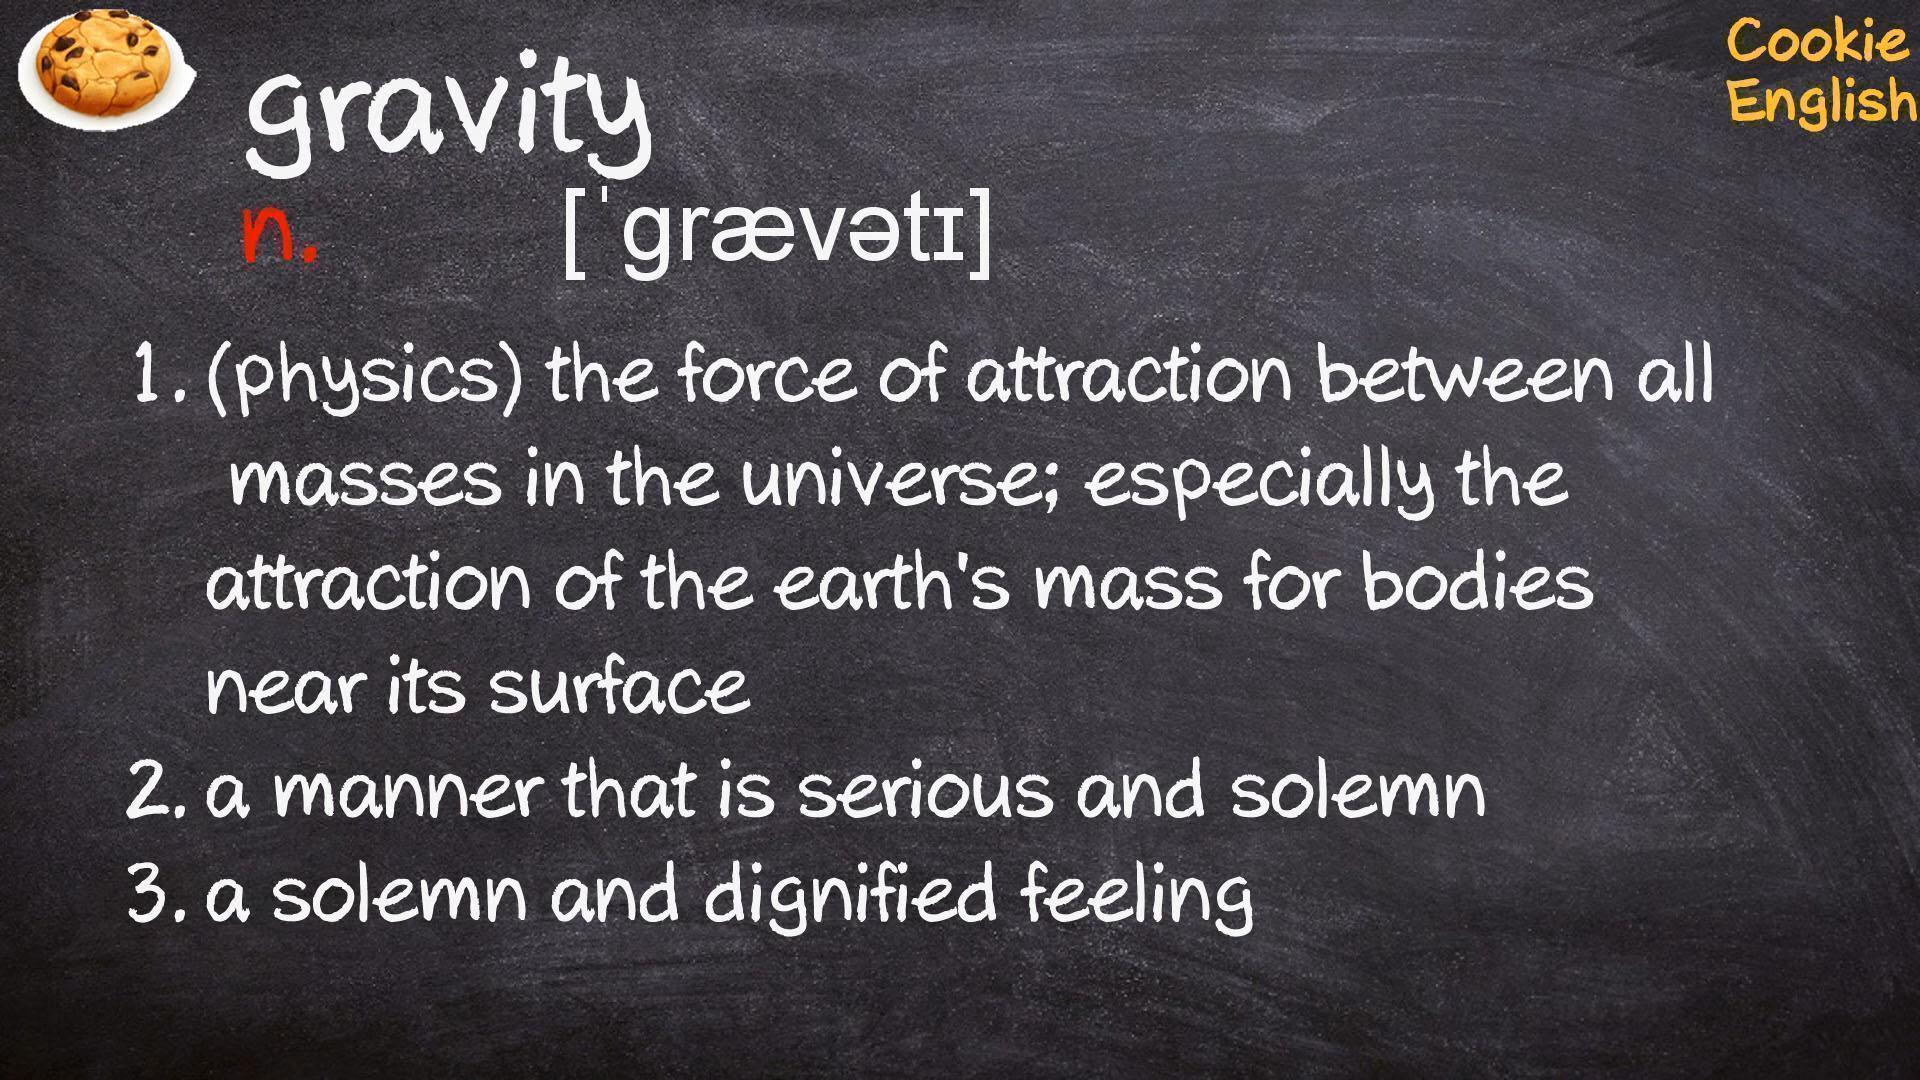 Cookie
English
gravity
n. [ˈɡrævətɪ]
1. (physics) the force of attraction between all
masses in the universe; especially the
attraction of the earth's mass for bodies
near its surface
2. a manner that is serious and solemn
3. a solemn and dignified feeling